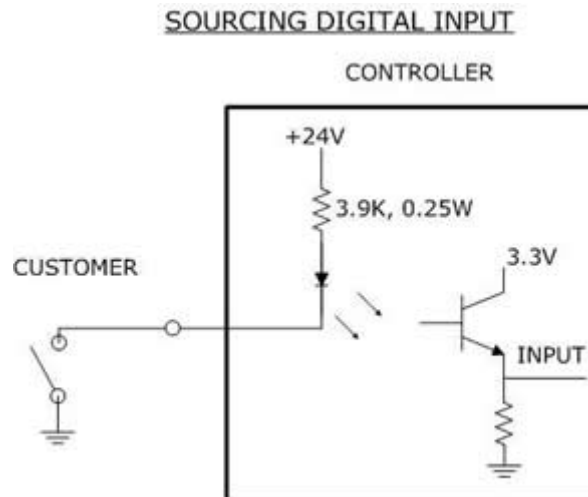 SOURCING DIGITAL INPUT
CONTROLLER
+24V
3.9K, 0.25W
CUSTOMER
3.3V
INPUT